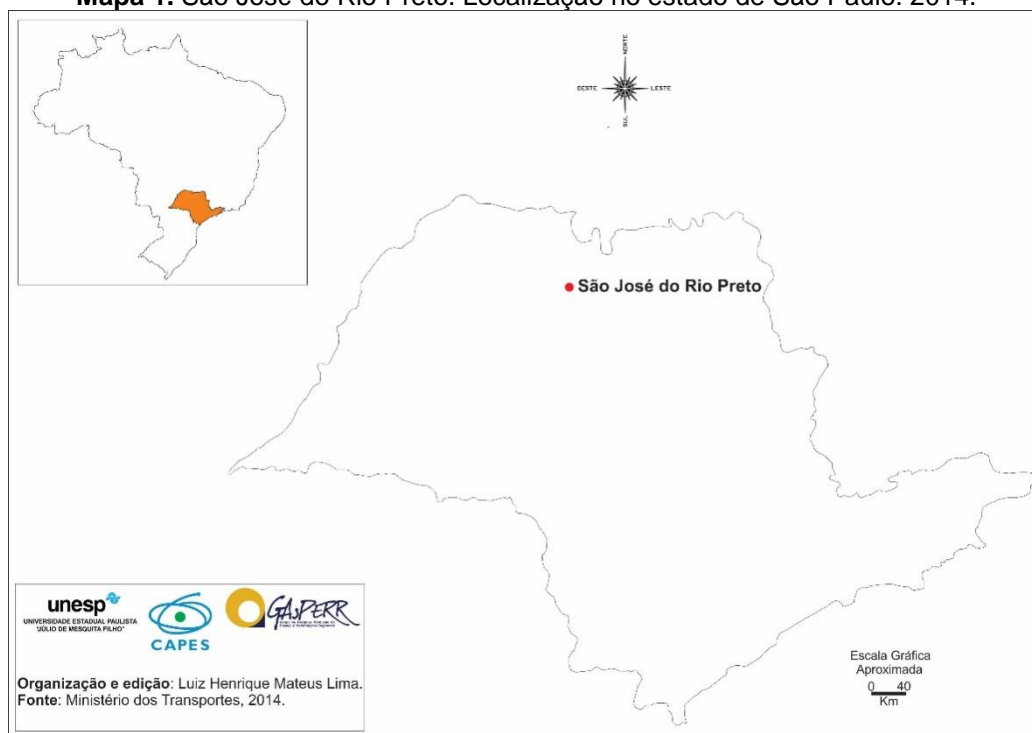 Mapa 1. São José do Rio Preto. Localização no estado de São Paulo. 2014.
NORTE
OESTE
LESTE
SUL
São José do Rio Preto
unesp
UNIVERSIDADE ESTADUAL PAULISTA
"JÚLIO DE MESQUITA FILHO"
CAPES
GAsPERR
Organização e edição: Luiz Henrique Mateus Lima.
Fonte: Ministério dos Transportes, 2014.
Escala Gráfica
Aproximada
0 40
Km